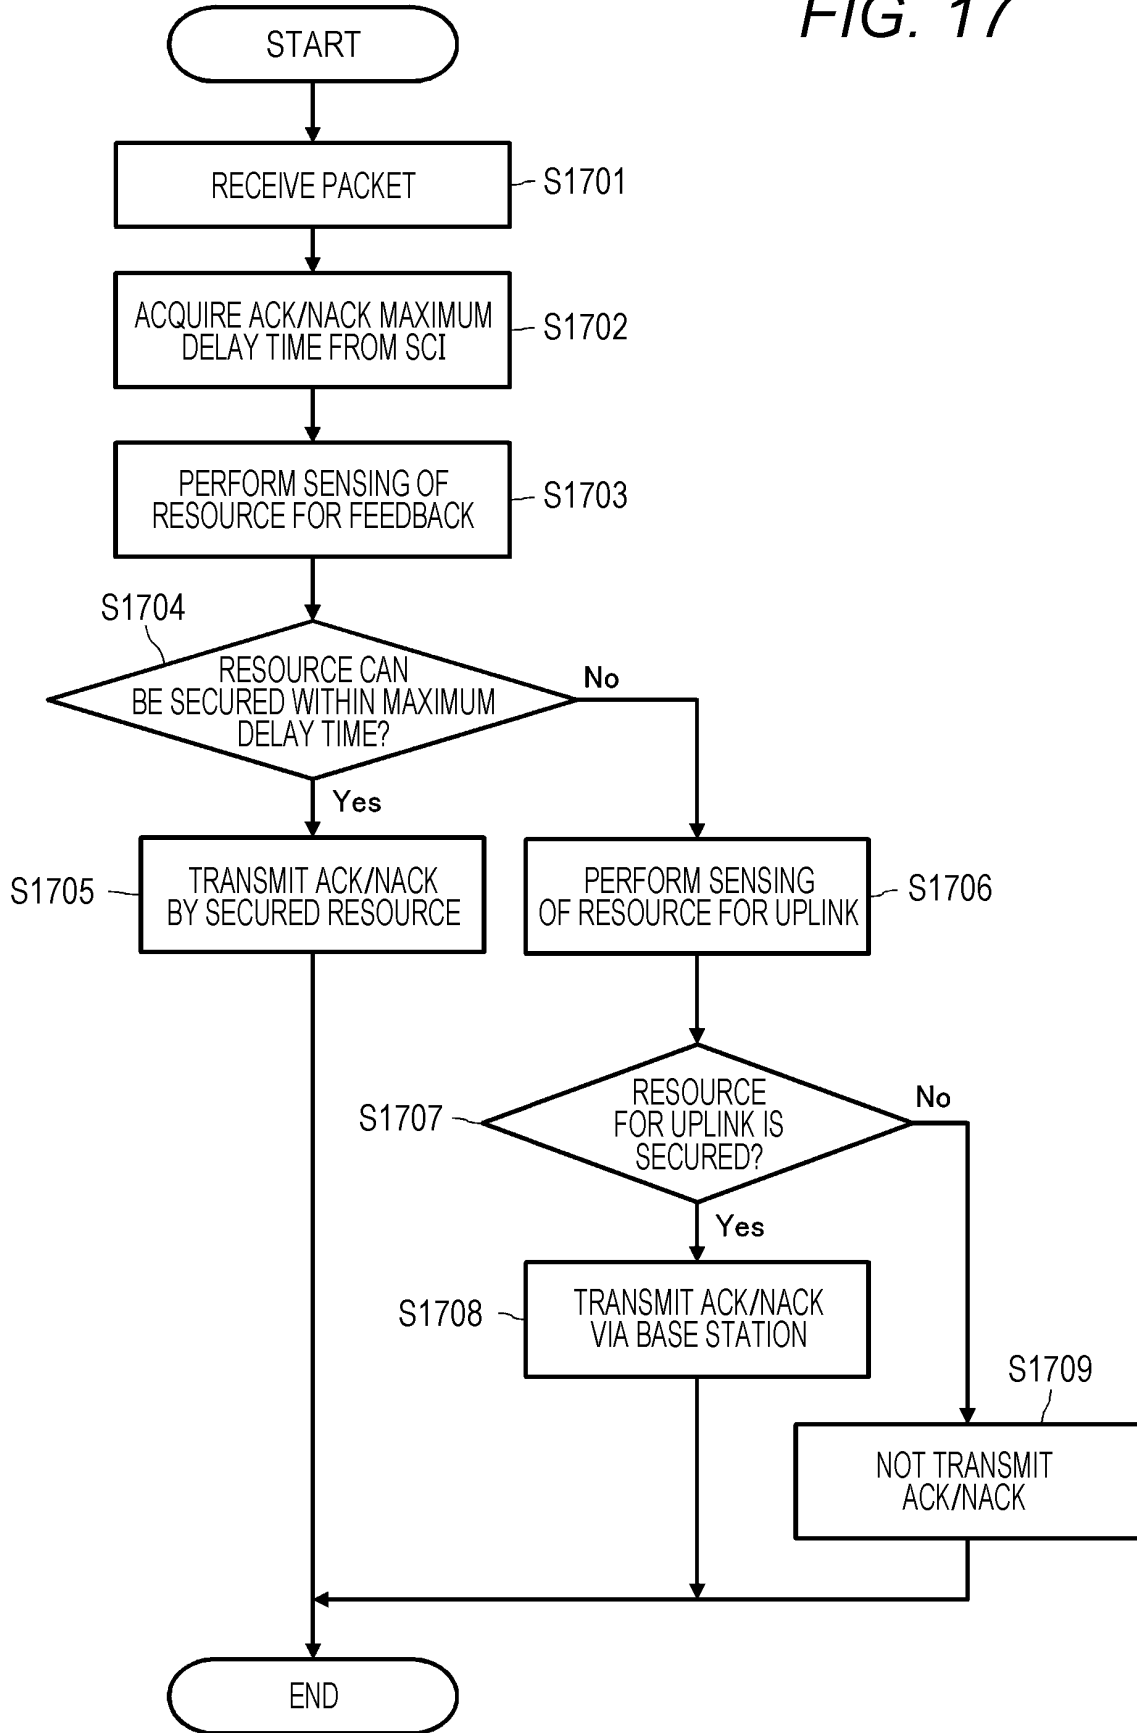 FIG. 17
START
RECEIVE PACKET
S1701
ACQUIRE ACK/NACK MAXIMUM
DELAY TIME FROM SCI
S1702
PERFORM SENSING OF
RESOURCE FOR FEEDBACK
S1703
S1704
RESOURCE CAN
BE SECURED WITHIN MAXIMUM
DELAY TIME?
No
Yes
S1705
TRANSMIT ACK/NACK
BY SECURED RESOURCE
PERFORM SENSING
OF RESOURCE FOR UPLINK
S1706
S1707
RESOURCE
FOR UPLINK IS
SECURED?
No
Yes
S1708
TRANSMIT ACK/NACK
VIA BASE STATION
S1709
NOT TRANSMIT
ACK/NACK
END